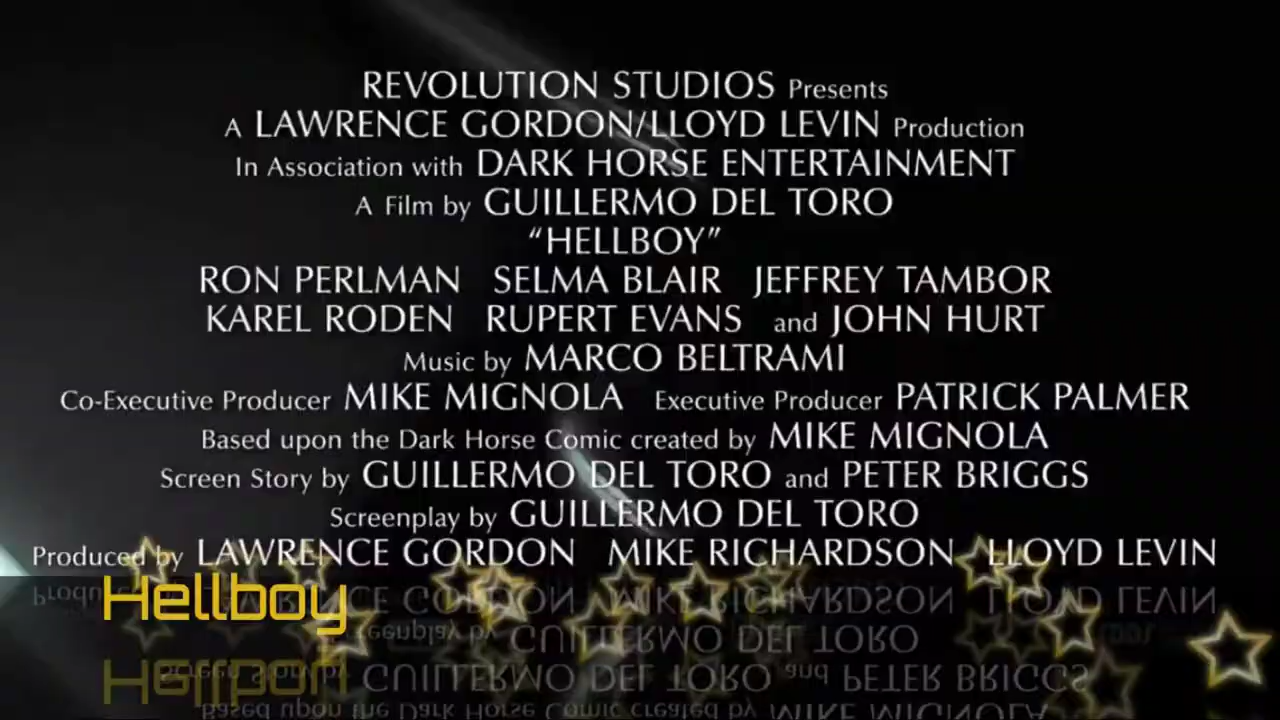 REVOLUTION STUDIOS Presents
A LAWRENCE GORDON/LLOYD LEVIN Production
In Association with DARK HORSE ENTERTAINMENT
A Film by GUILLERMO DEL TORO
“HELLBOY”
RON PERLMAN SELMA BLAIR JEFFREY TAMBOR
KAREL RODEN RUPERT EVANS and JOHN HURT
Music by MARCO BELTRAMI
Co-Executive Producer MIKE MIGNOLA Executive Producer PATRICK PALMER
Based upon the Dark Horse Comic created by MIKE MIGNOLA
Screen Story by GUILLERMO DEL TORO and PETER BRIGGS
Screenplay by GUILLERMO DEL TORO
Produced by LAWRENCE GORDON MIKE RICHARDSON LLOYD LEVIN
Hellboy